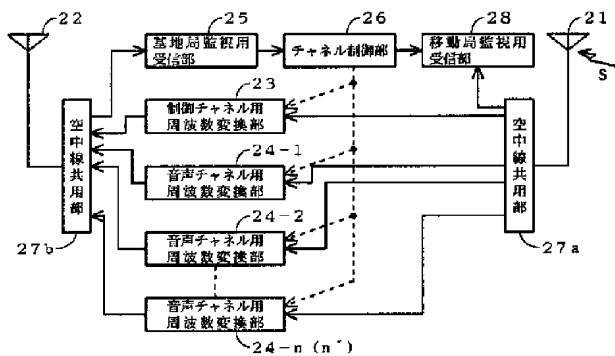 22
25
26
28
21
基地局監視用
受信部
チャネル制御部
移動局監視用
受信部
S
23
制御チャネル用
周波数変換部
24-1
音声チャネル用
周波数変換部
24-2
音声チャネル用
周波数変換部
音声チャネル用
周波数変換部
24-n (n´)
空中線共用部
27b
空中線共用部
27a